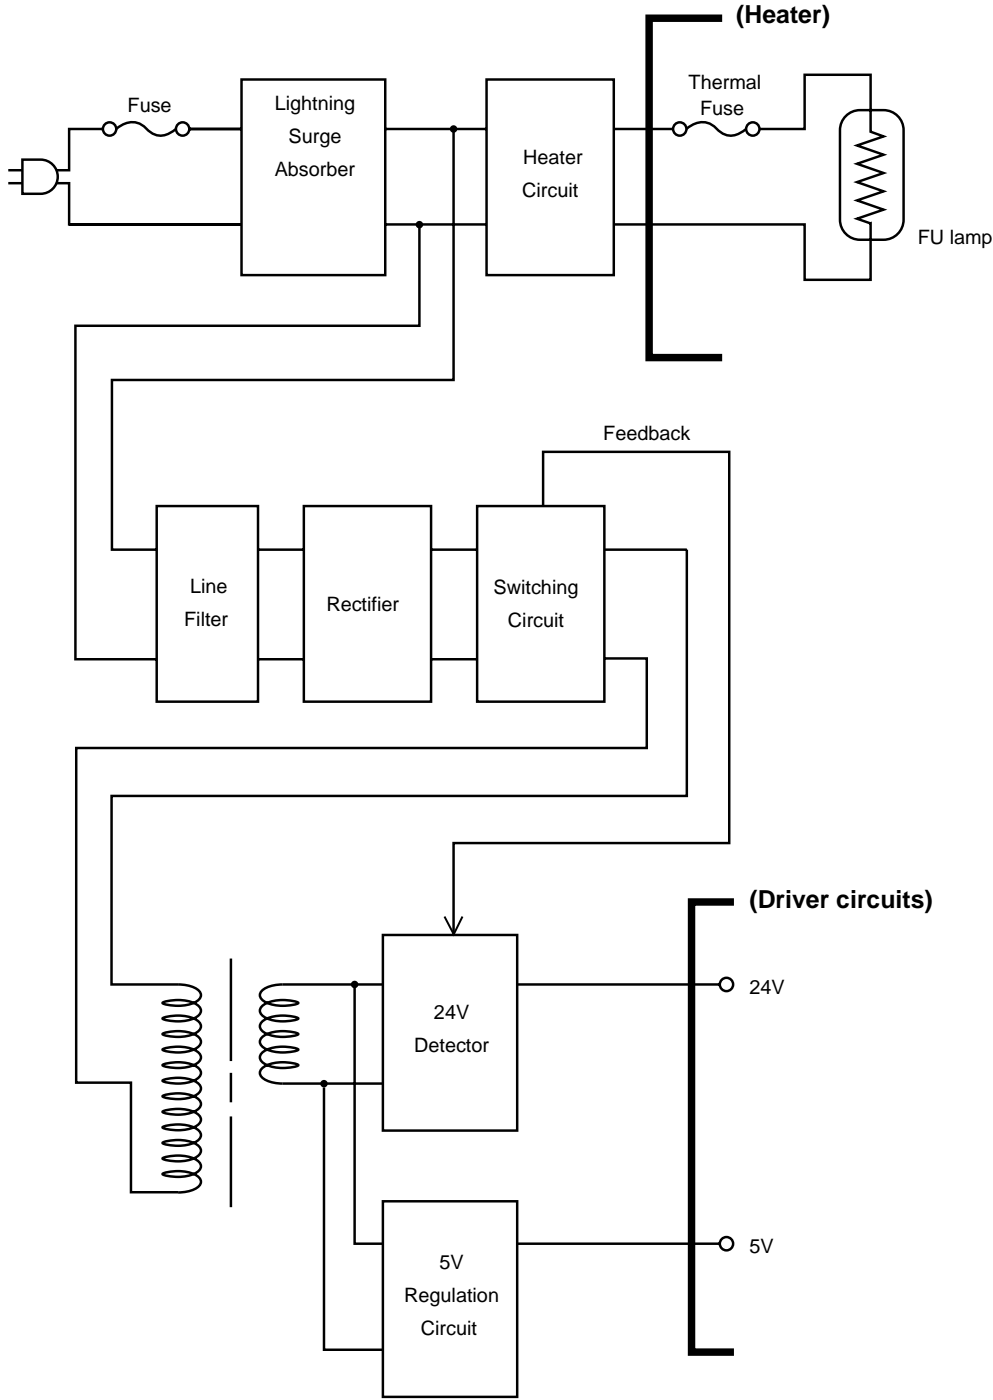 (Heater)
Fuse
Lightning
Surge
Absorber
Heater
Circuit
Thermal
Fuse
FU lamp
Feedback
Line
Filter
Rectifier
Switching
Circuit
(Driver circuits)
24V
Detector
24V
5V
Regulation
Circuit
5V